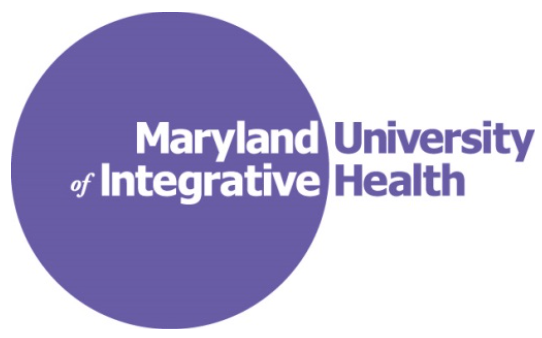 Maryland University
of Integrative Health